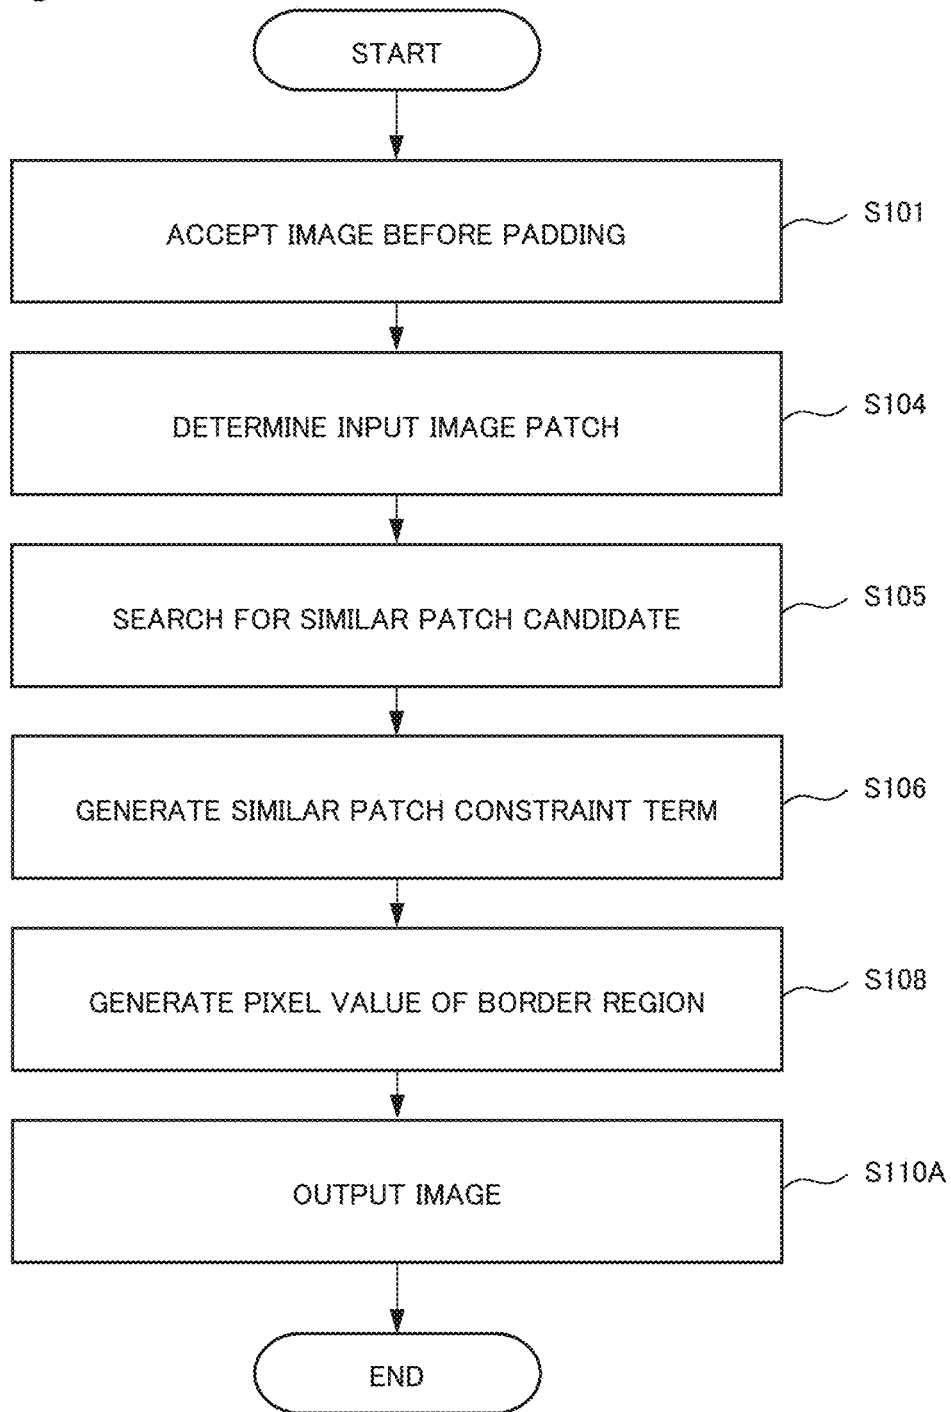 START
ACCEPT IMAGE BEFORE PADDING
S101
DETERMINE INPUT IMAGE PATCH
S104
SEARCH FOR SIMILAR PATCH CANDIDATE
S105
GENERATE SIMILAR PATCH CONSTRAINT TERM
S106
GENERATE PIXEL VALUE OF BORDER REGION
S108
OUTPUT IMAGE
S110A
END